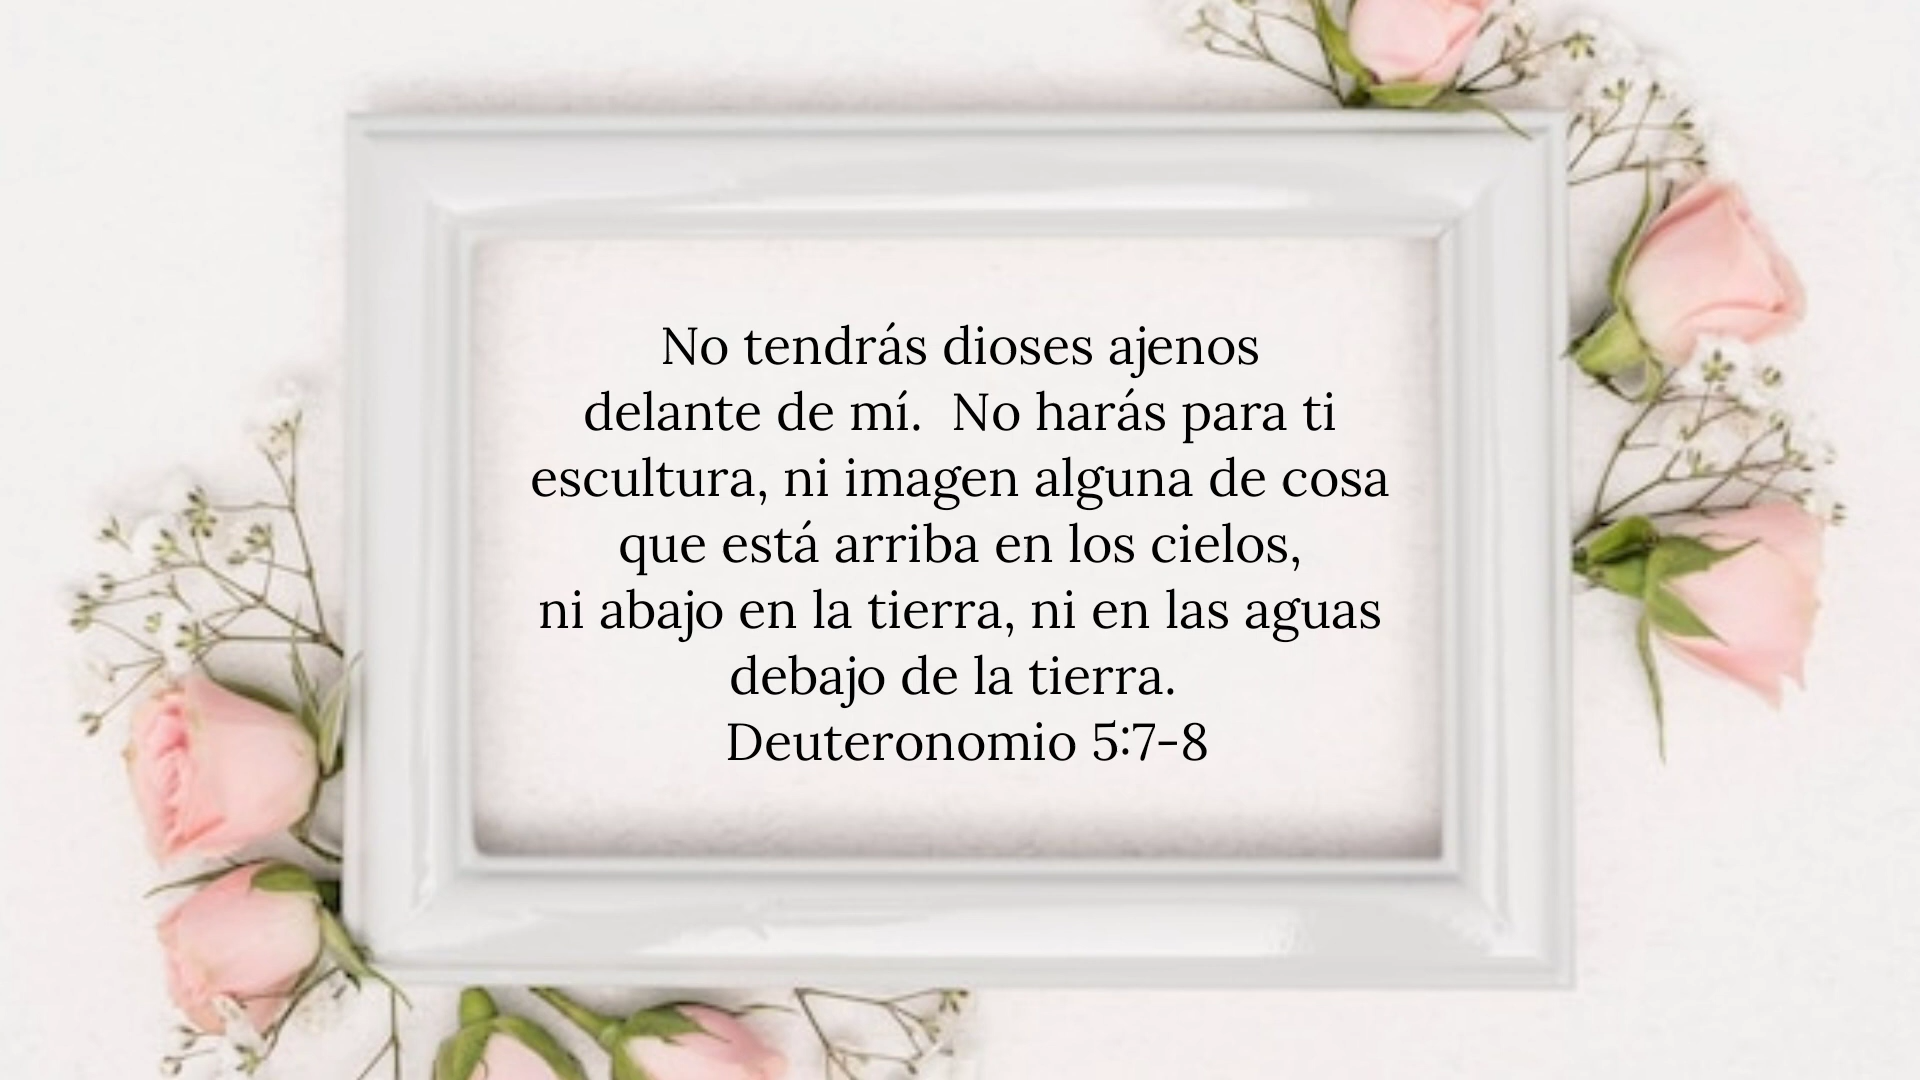 No tendrás dioses ajenos
delante de mí.  No harás para ti
escultura, ni imagen alguna de cosa
que está arriba en los cielos,
ni abajo en la tierra, ni en las aguas
debajo de la tierra.
Deuteronomio 5:7-8